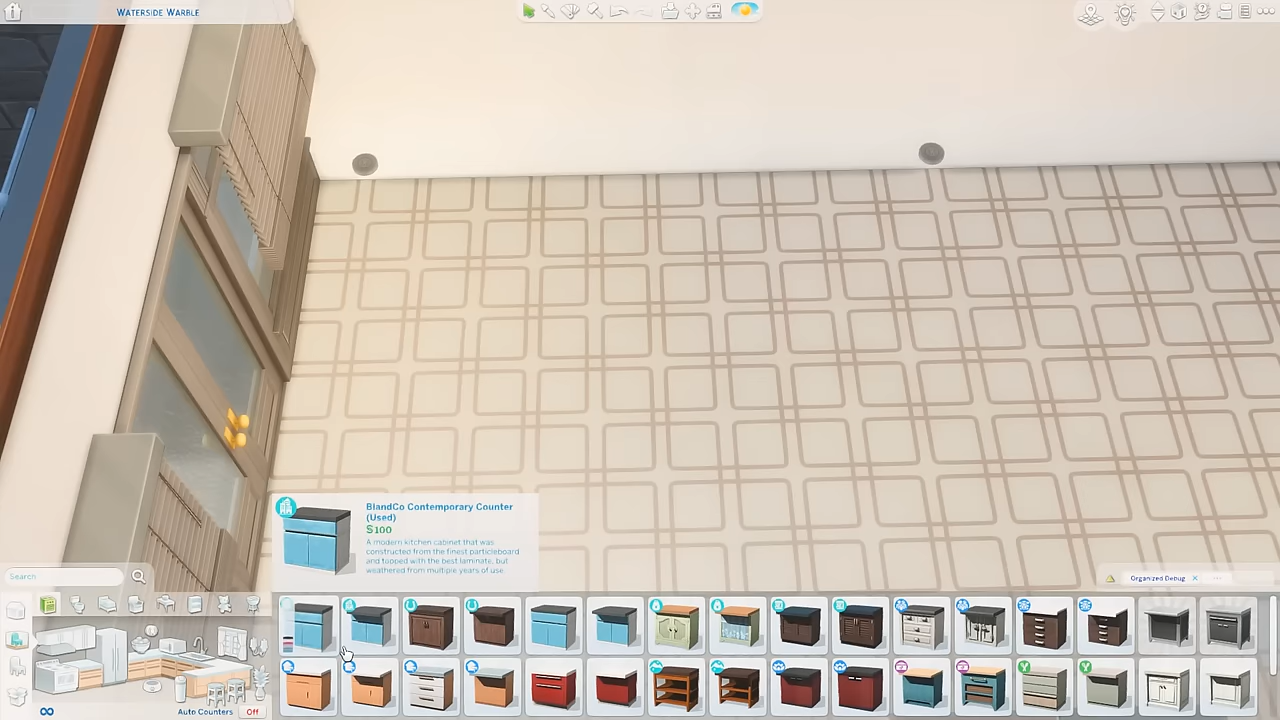 WATERSIDE WARBLE
BlandCo Contemporary Counter
(Used)
§100
A modern kitchen cabinet that was
constructed from the finest particleboard
and topped with the best laminate, but
weathered from multiple years of use.
Search
Organized Debug
Auto Counters
Off